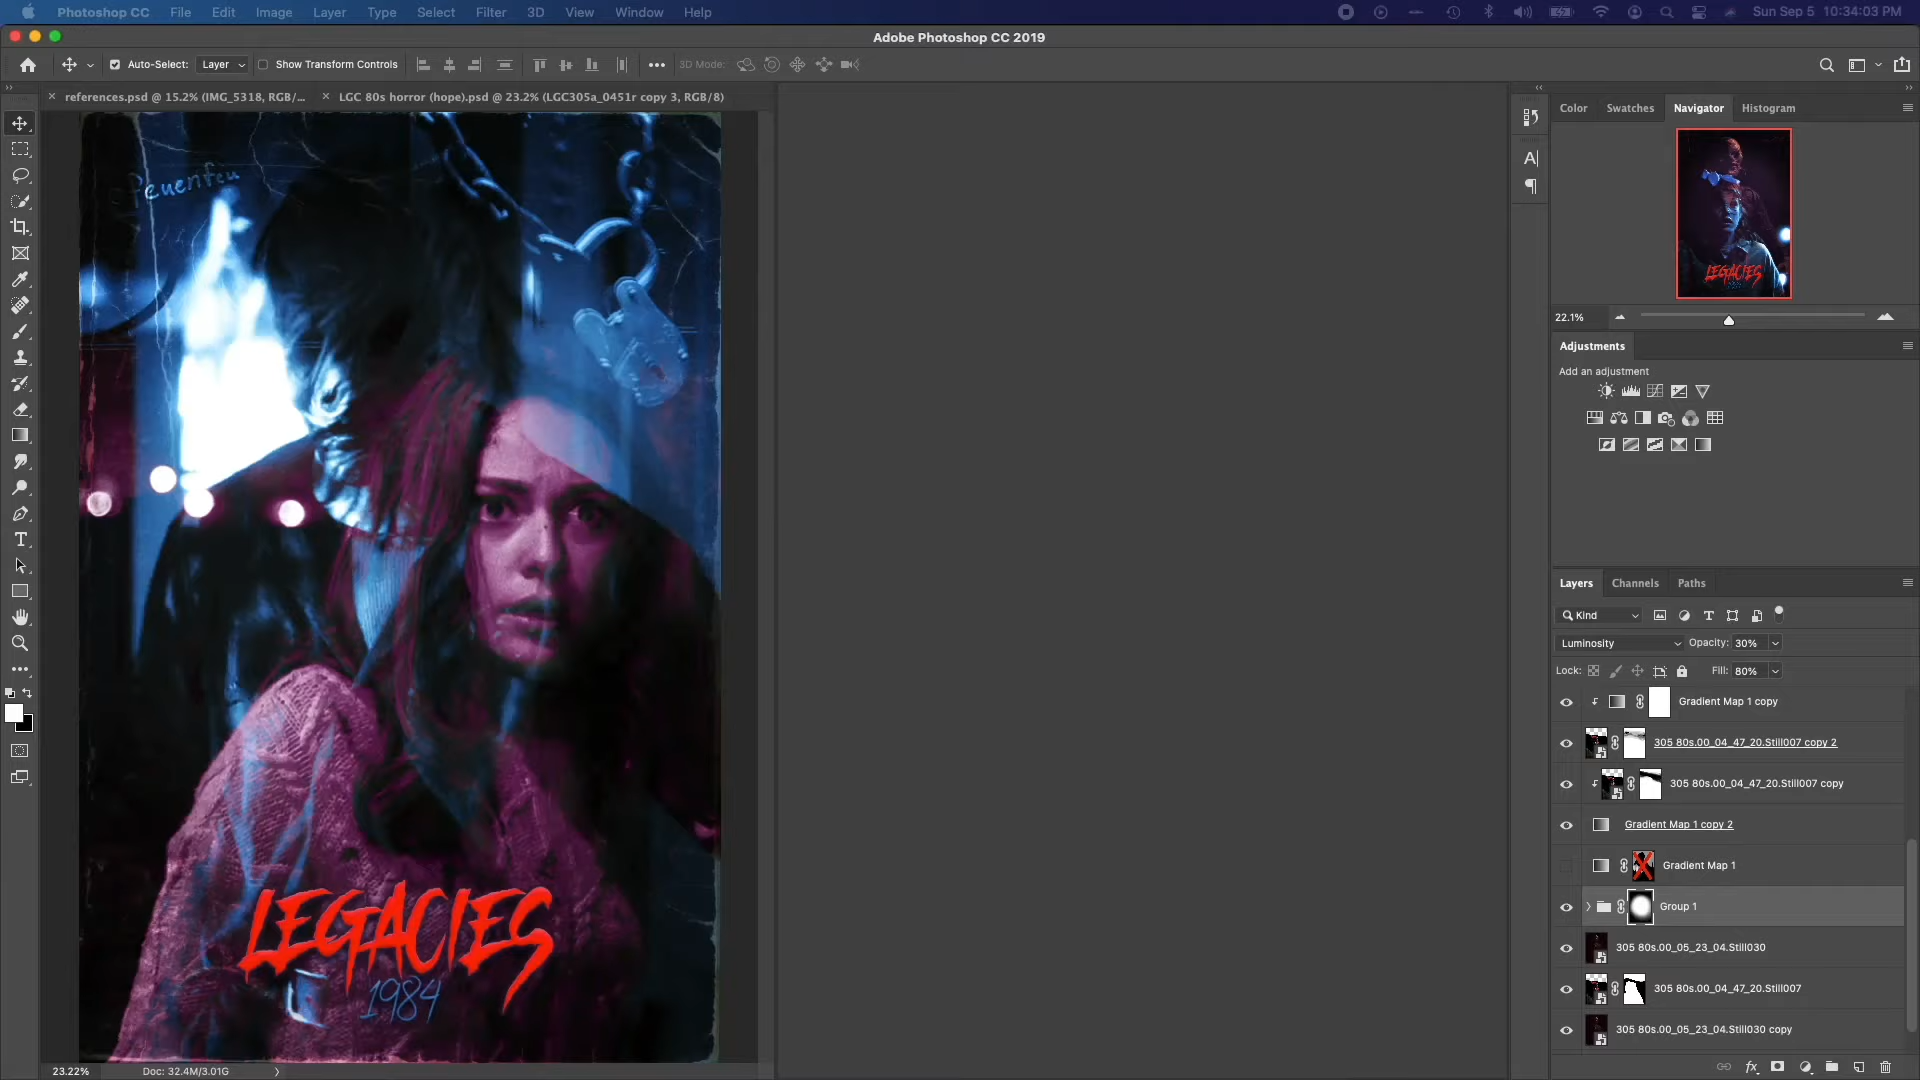 Photoshop CC File Edit Image Layer Type Select Filter 3D View Window Help Sun Sep 5 10:34:03 PM
Adobe Photoshop CC 2019
Auto-Select: Layer Show Transform Controls 3D Mode:
references.psd @ 15.2% (IMG_5318, RGB/... LGC 80s horror (hope).psd @ 23.2% (LGC305a_0451r copy 3, RGB/8)
Color Swatches Navigator Histogram
LEGACIES
22.1%
Adjustments
Add an adjustment
Layers Channels Paths
Kind
Luminosity Opacity: 30%
Lock: Fill: 80%
Gradient Map 1 copy
305 80s.00_04_47_20.Still007 copy 2
305 80s.00_04_47_20.Still007 copy
Gradient Map 1 copy 2
Gradient Map 1
Group 1
305 80s.00_05_23_04.Still030
305 80s.00_04_47_20.Still007
305 80s.00_05_23_04.Still030 copy
LEGACIES
1984
23.22% Doc: 32.4M/3.01G